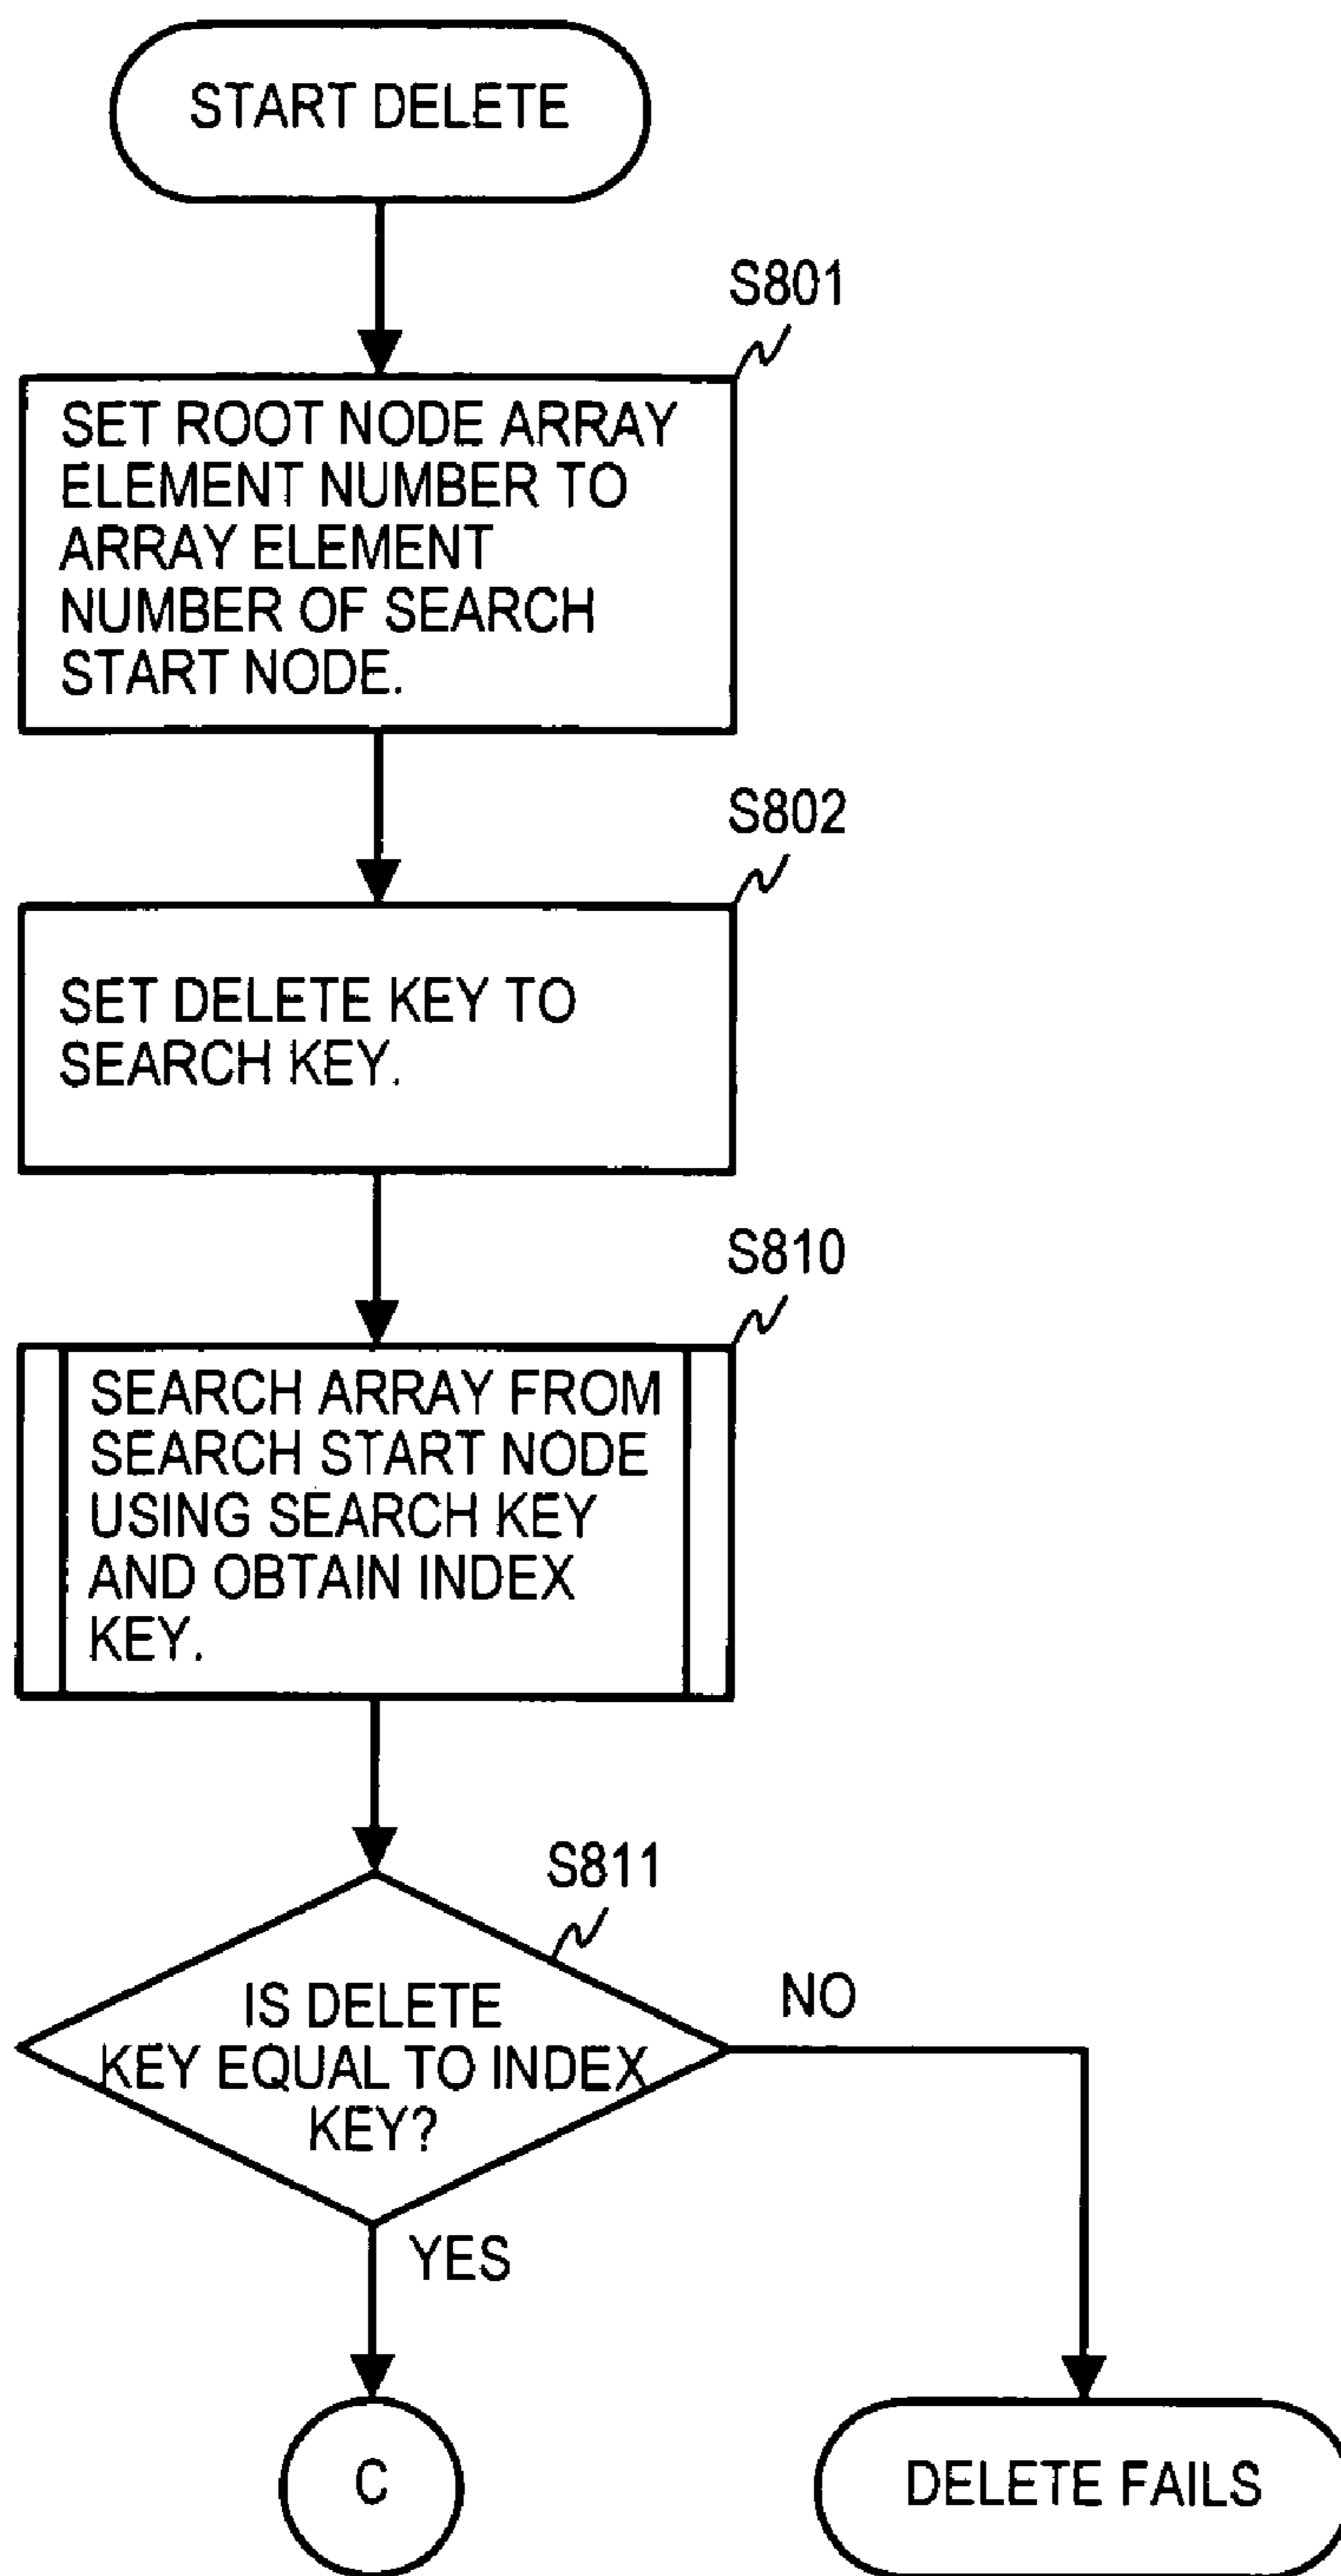 START DELETE
S801
SET ROOT NODE ARRAY
ELEMENT NUMBER TO
ARRAY ELEMENT
NUMBER OF SEARCH
START NODE.
S802
SET DELETE KEY TO
SEARCH KEY.
S810
SEARCH ARRAY FROM
SEARCH START NODE
USING SEARCH KEY
AND OBTAIN INDEX
KEY.
S811
IS DELETE
KEY EQUAL TO INDEX
KEY?
NO
YES
C
DELETE FAILS